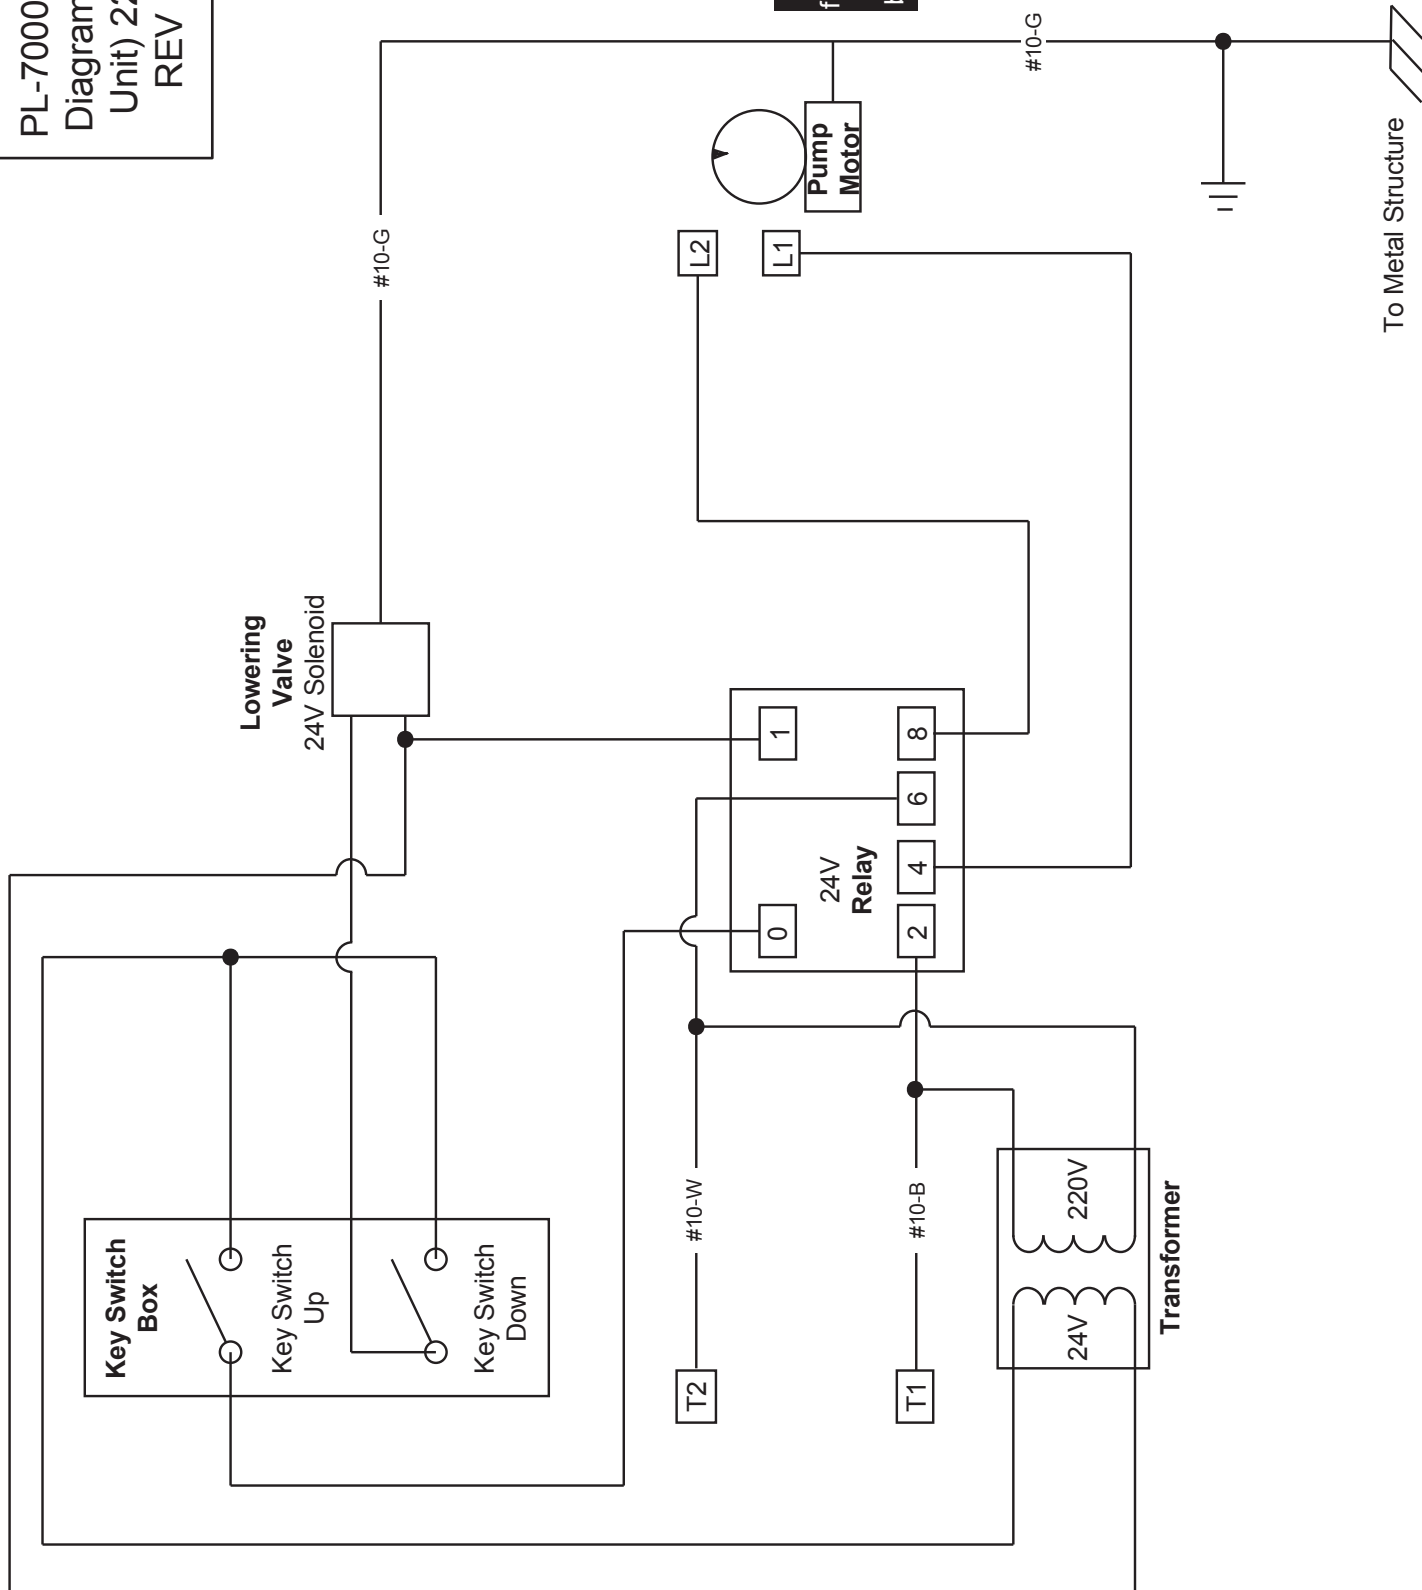 PL-7000
Diagram
Unit) 22
REV
#10-G
#10-G
Pump
Motor
L2
L1
To Metal Structure
Lowering
Valve
24V Solenoid
1
8
6
24V
Relay
4
0
2
Key Switch
Box
Key Switch
Up
Key Switch
Down
#10-W
#10-B
T2
T1
220V
24V
Transformer